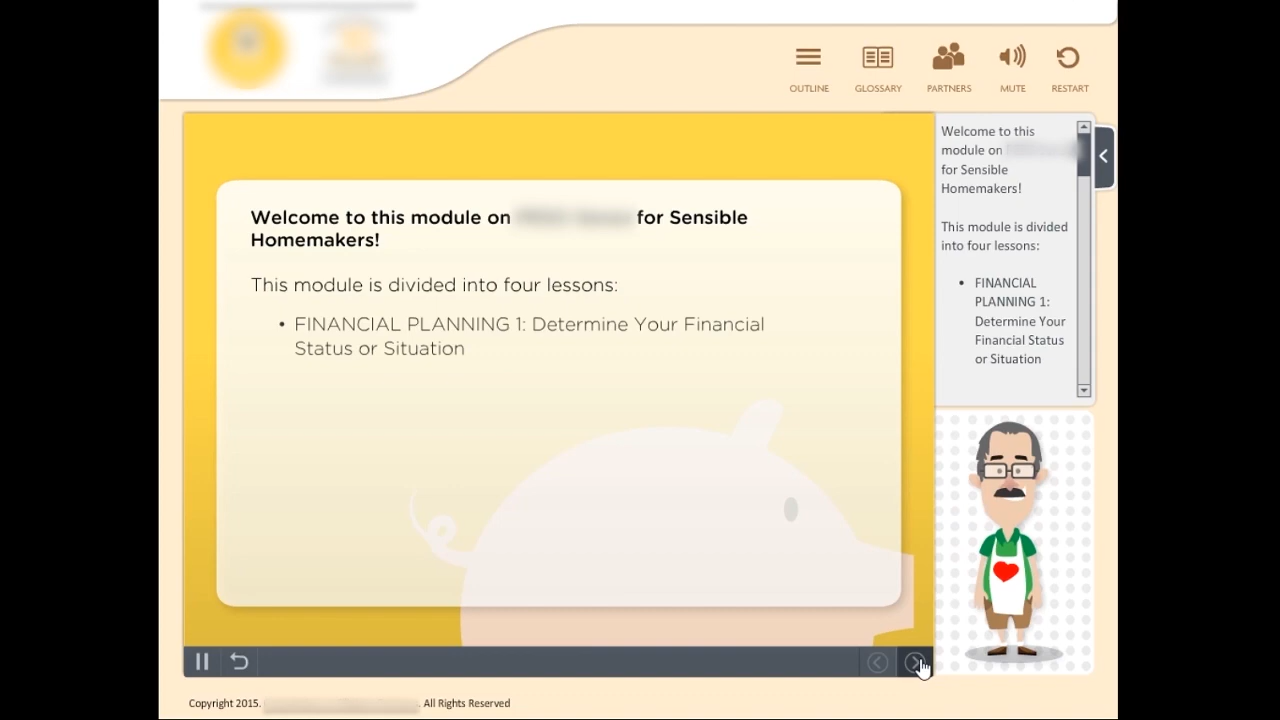 OUTLINE GLOSSARY PARTNERS MUTE RESTART
Welcome to this module on for Sensible
Homemakers!
This module is divided into four lessons:
• FINANCIAL PLANNING 1: Determine Your Financial
Status or Situation
Welcome to this
module on
for Sensible
Homemakers!
This module is divided
into four lessons:
• FINANCIAL
PLANNING 1:
Determine Your
Financial Status
or Situation
Copyright 2015. . All Rights Reserved